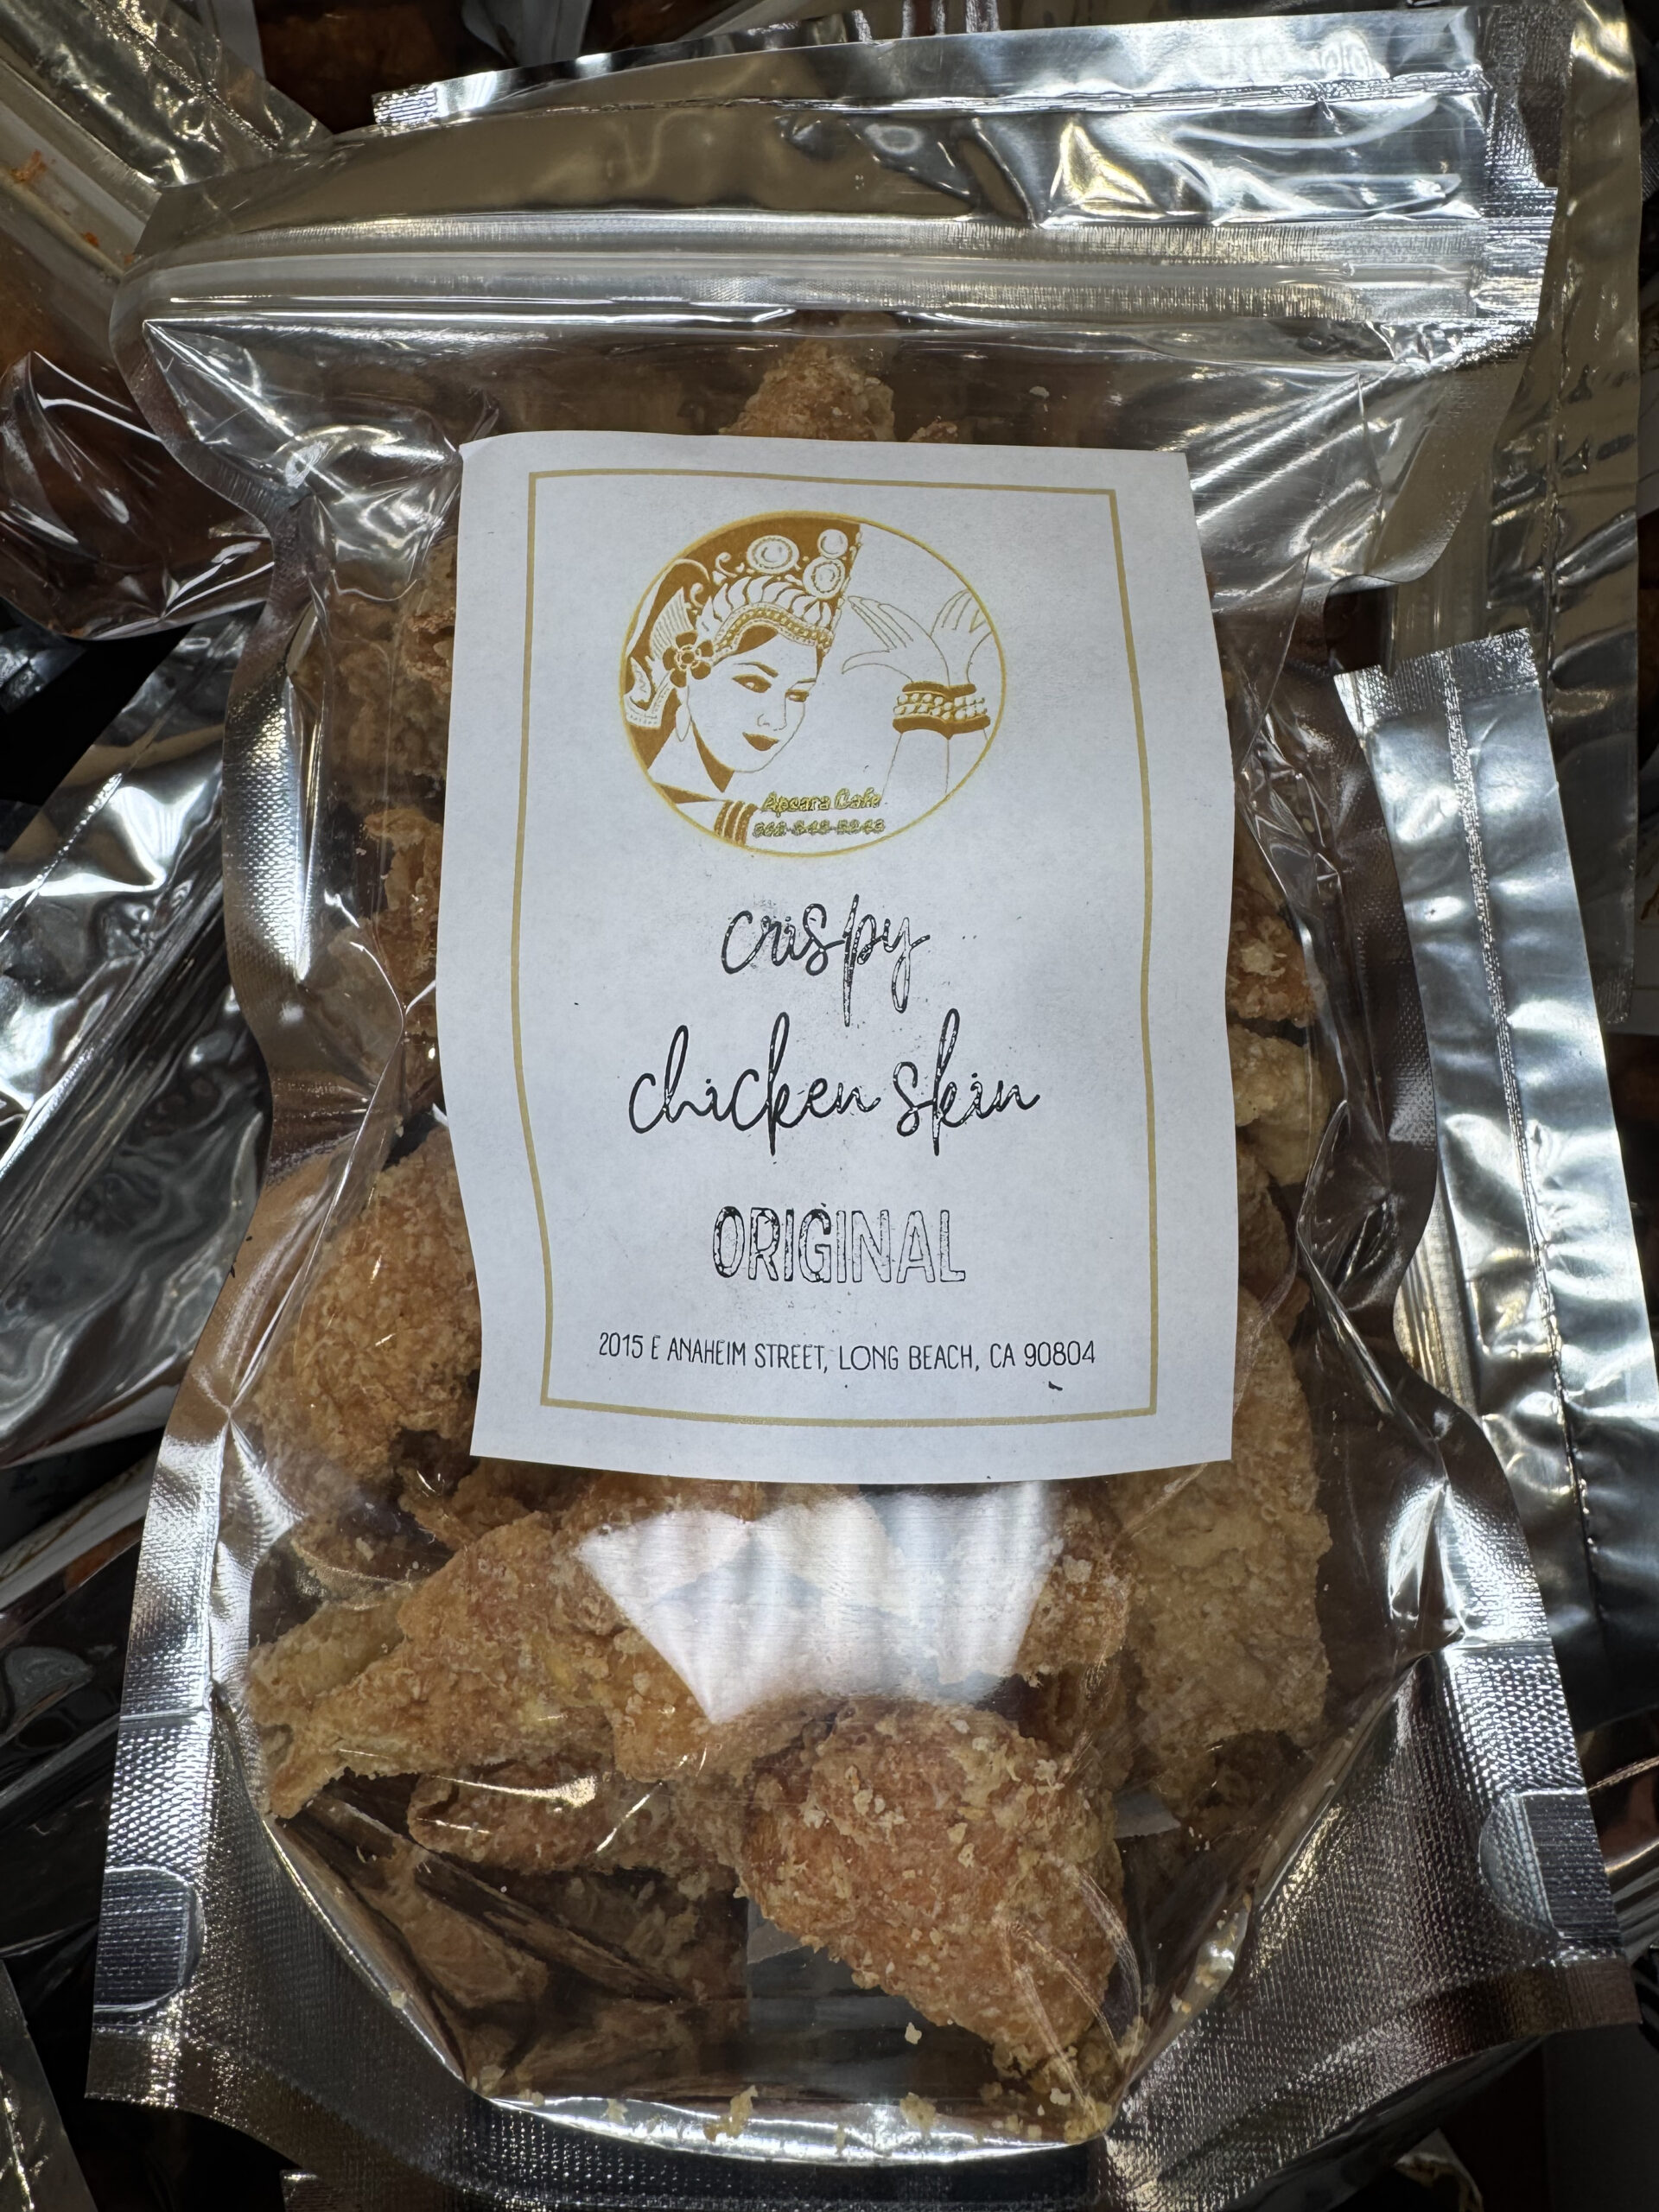 Apsara Cafe
crispy
chicken skin
ORIGINAL
2015 E ANAHEIM STREET, LONG BEACH, CA 90804